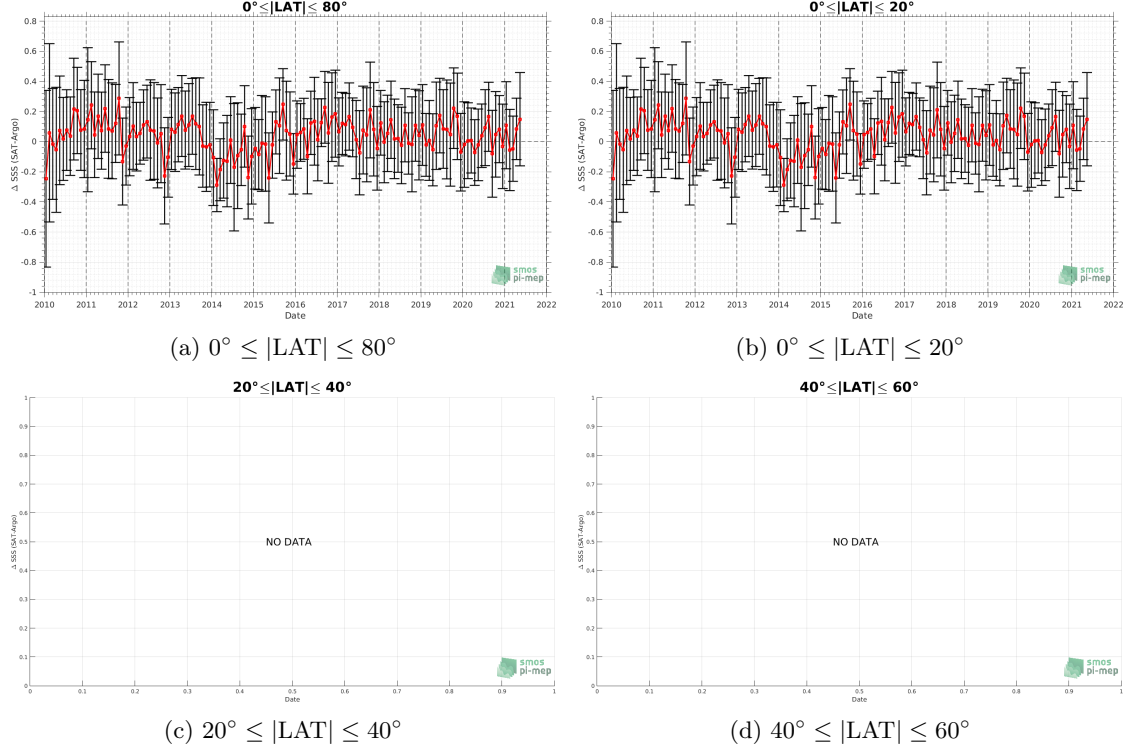 0°≤|LAT|≤ 80°
0.8
0.6
0.4
0.2
0
-0.2
-0.4
-0.6
-0.8
-1
Δ SSS (SAT-Argo)
2010 2011 2012 2013 2014 2015 2016 2017 2018 2019 2020 2021 2022
Date
smos
pi-mep
(a) 0° ≤ |LAT| ≤ 80°
0°≤|LAT|≤ 20°
0.8
0.6
0.4
0.2
0
-0.2
-0.4
-0.6
-0.8
-1
Δ SSS (SAT-Argo)
2010 2011 2012 2013 2014 2015 2016 2017 2018 2019 2020 2021 2022
Date
smos
pi-mep
(b) 0° ≤ |LAT| ≤ 20°
20°≤|LAT|≤ 40°
1
0.9
0.8
0.7
0.6
0.5
0.4
0.3
0.2
0.1
0
Δ SSS (SAT-Argo)
NO DATA
0 0.1 0.2 0.3 0.4 0.5 0.6 0.7 0.8 0.9 1
Date
smos
pi-mep
(c) 20° ≤ |LAT| ≤ 40°
40°≤|LAT|≤ 60°
1
0.9
0.8
0.7
0.6
0.5
0.4
0.3
0.2
0.1
0
Δ SSS (SAT-Argo)
NO DATA
0 0.1 0.2 0.3 0.4 0.5 0.6 0.7 0.8 0.9 1
Date
smos
pi-mep
(d) 40° ≤ |LAT| ≤ 60°